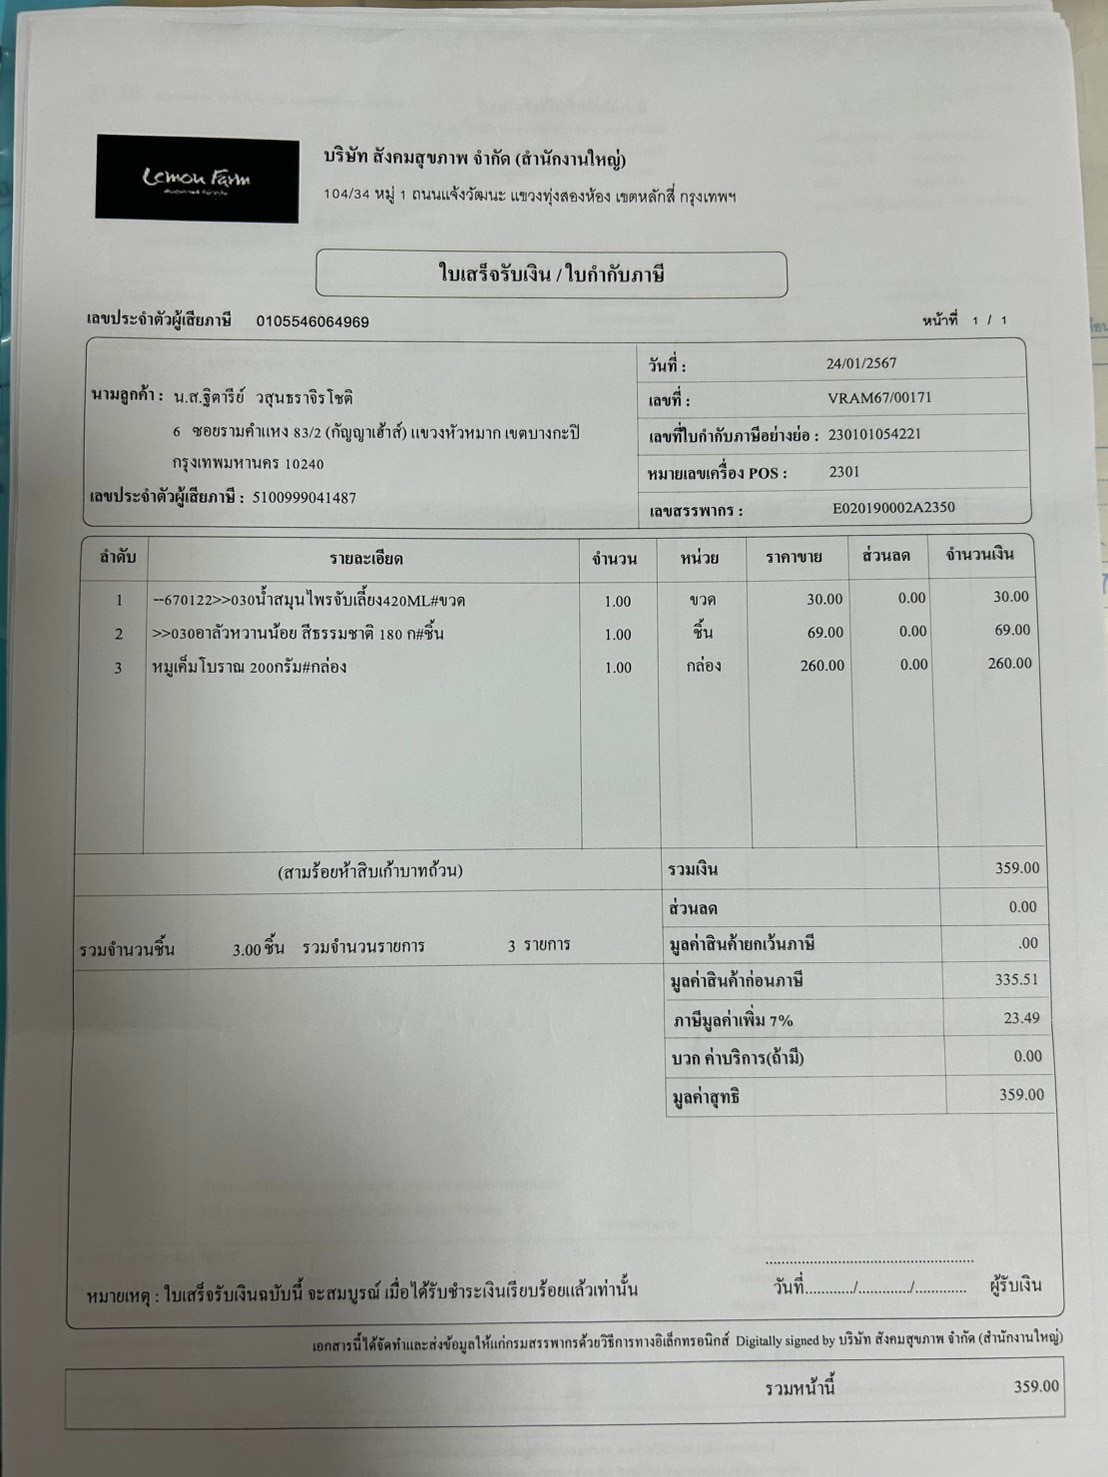 Lemon Farm
บริษัท สังคมสุขภาพ จำกัด (สำนักงานใหญ่)
104/34 หมู่ 1 ถนนแจ้งวัฒนะ แขวงทุ่งสองห้อง เขตหลักสี่ กรุงเทพฯ
ใบเสร็จรับเงิน / ใบกำกับภาษี
เลขประจำตัวผู้เสียภาษี 0105546064969 หน้าที่ 1 / 1
นามลูกค้า : น.ส.ฐิตารีย์ วสุนธราจิรโชติ
6 ซอยรามคำแหง 83/2 (กัญญาเฮ้าส์) แขวงหัวหมาก เขตบางกะปิ
กรุงเทพมหานคร 10240
เลขประจำตัวผู้เสียภาษี : 5100999041487
วันที่ : 24/01/2567
เลขที่ : VRAM67/00171
เลขที่ใบกำกับภาษีอย่างย่อ : 230101054221
หมายเลขเครื่อง POS : 2301
เลขสรรพากร : E020190002A2350
ลำดับ รายละเอียด จำนวน หน่วย ราคาขาย ส่วนลด จำนวนเงิน
1 --670122>>030น้ำสมุนไพรจับเลี้ยง420ML#ขวด 1.00 ขวด 30.00 0.00 30.00
2 >>030อาลัวหวานน้อย สีธรรมชาติ 180 ก#ชิ้น 1.00 ชิ้น 69.00 0.00 69.00
3 หมูเค็มโบราณ 200กรัม#กล่อง 1.00 กล่อง 260.00 0.00 260.00
(สามร้อยห้าสิบเก้าบาทถ้วน) รวมเงิน 359.00
ส่วนลด 0.00
รวมจำนวนชิ้น 3.00 ชิ้น รวมจำนวนรายการ 3 รายการ มูลค่าสินค้ายกเว้นภาษี .00
มูลค่าสินค้าก่อนภาษี 335.51
ภาษีมูลค่าเพิ่ม 7% 23.49
บวก ค่าบริการ(ถ้ามี) 0.00
มูลค่าสุทธิ 359.00
หมายเหตุ : ใบเสร็จรับเงินฉบับนี้ จะสมบูรณ์ เมื่อได้รับชำระเงินเรียบร้อยแล้วเท่านั้น วันที่............/............./............. ผู้รับเงิน
เอกสารนี้ได้จัดทำและส่งข้อมูลให้แก่กรมสรรพากรด้วยวิธีการทางอิเล็กทรอนิกส์ Digitally signed by บริษัท สังคมสุขภาพ จำกัด (สำนักงานใหญ่)
รวมหน้านี้ 359.00